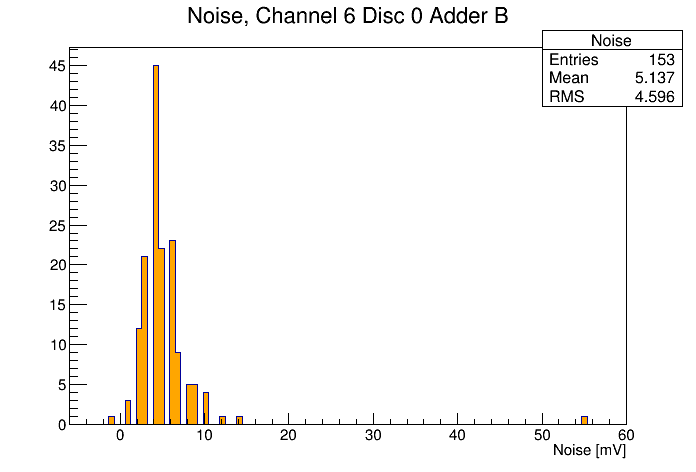 Noise, Channel 6 Disc 0 Adder B
Noise
Entries 153
Mean 5.137
RMS 4.596
45
40
35
30
25
20
15
10
5
0
0 10 20 30 40 50 60
Noise [mV]